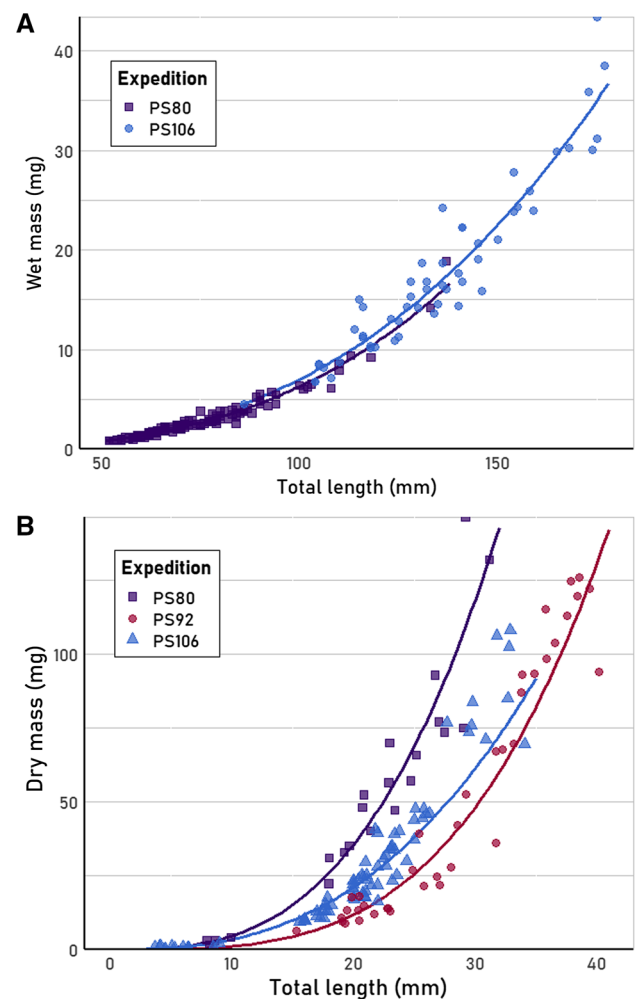 A
40
30
20
10
0
Wet mass (mg)
Expedition
PS80
PS106
50 100 150
Total length (mm)
B
100
50
0
Dry mass (mg)
Expedition
PS80
PS92
PS106
0 10 20 30 40
Total length (mm)